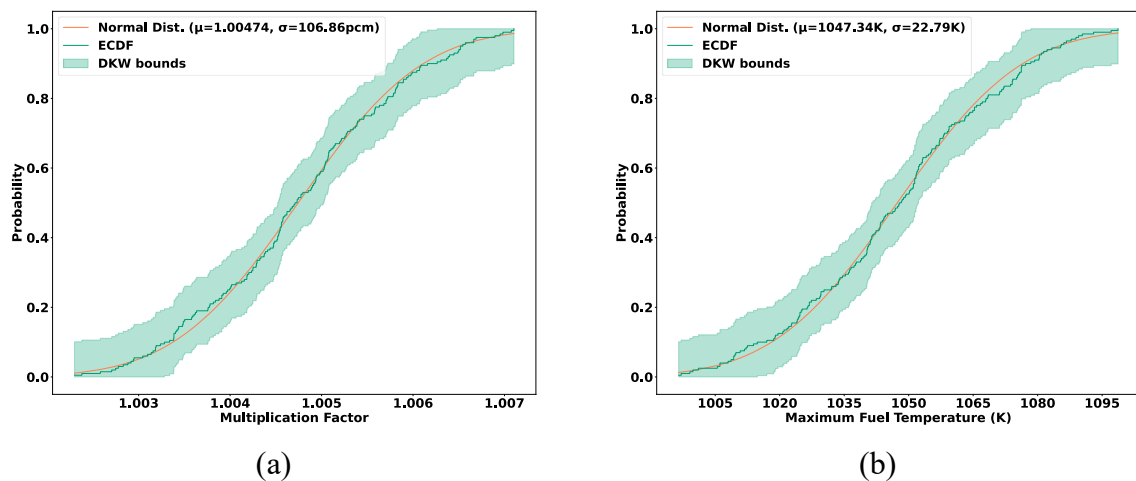 Normal Dist. (μ=1.00474, σ=106.86pcm)
ECDF
DKW bounds
1.0
0.8
0.6
0.4
0.2
0.0
Probability
1.003 1.004 1.005 1.006 1.007
Multiplication Factor
(a)
Normal Dist. (μ=1047.34K, σ=22.79K)
ECDF
DKW bounds
1.0
0.8
0.6
0.4
0.2
0.0
Probability
1005 1020 1035 1050 1065 1080 1095
Maximum Fuel Temperature (K)
(b)